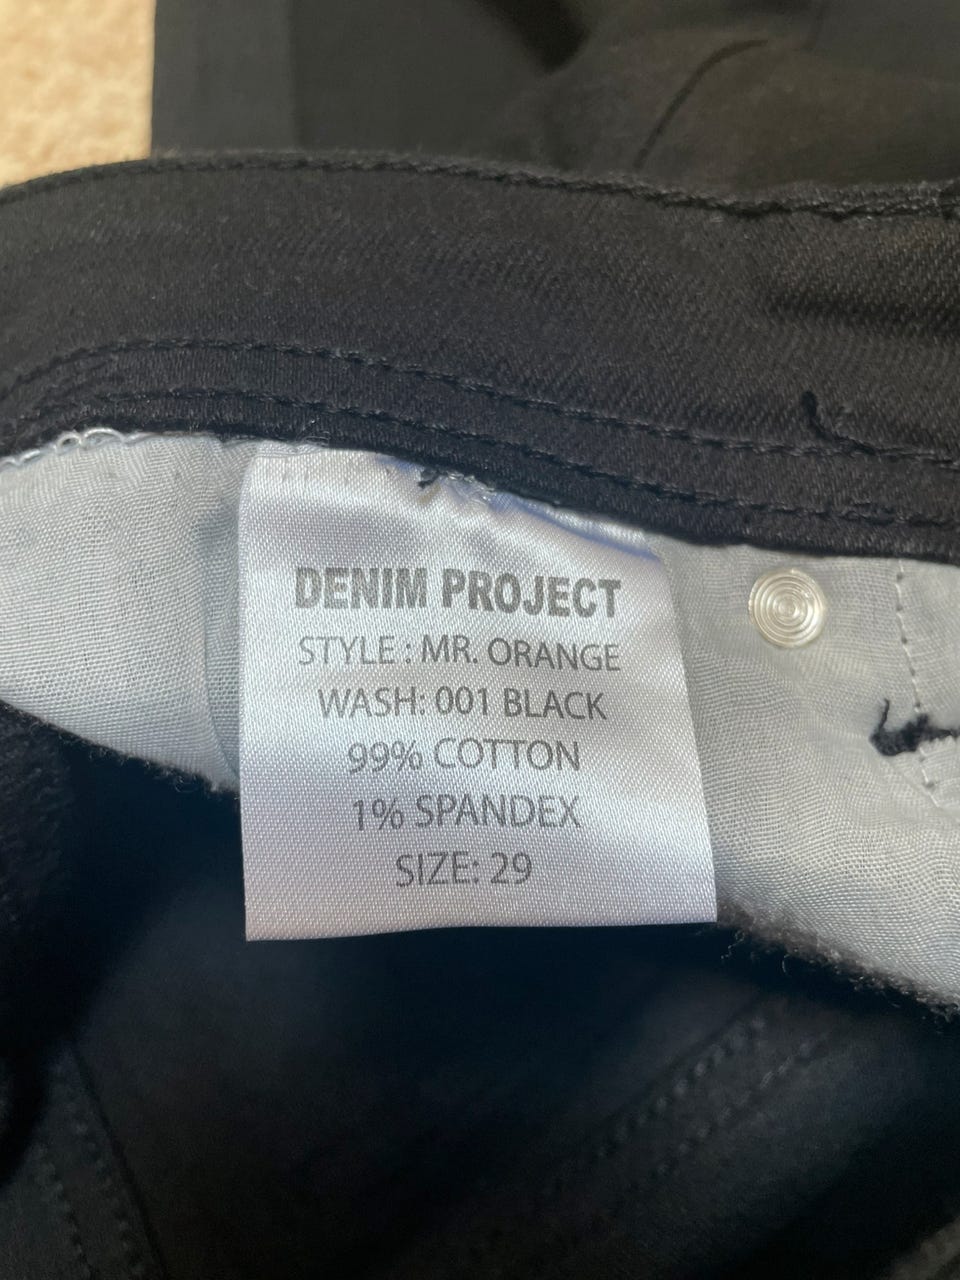 DENIM PROJECT
STYLE : MR. ORANGE
WASH: 001 BLACK
99% COTTON
1% SPANDEX
SIZE: 29